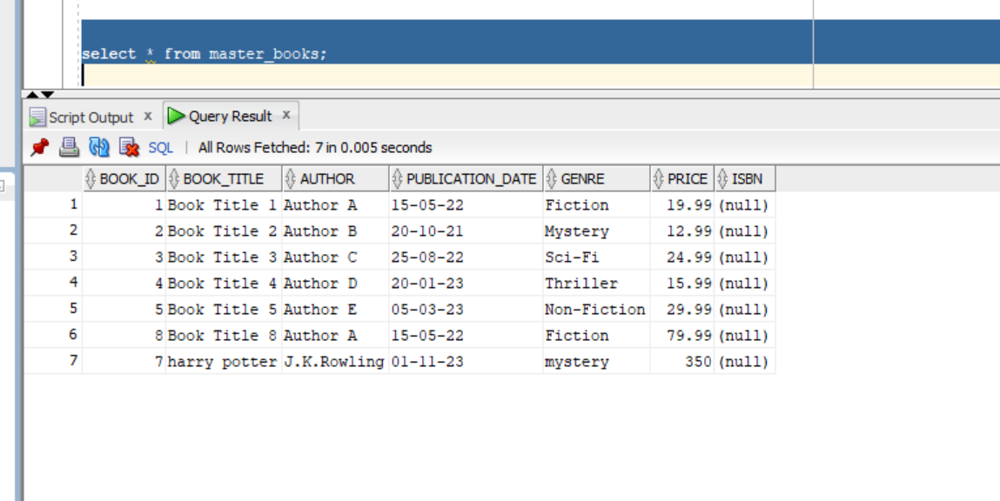 select * from master_books;
Script Output x Query Result x
SQL | All Rows Fetched: 7 in 0.005 seconds
BOOK_ID BOOK_TITLE AUTHOR PUBLICATION_DATE GENRE PRICE ISBN
1 1 Book Title 1 Author A 15-05-22 Fiction 19.99 (null)
2 2 Book Title 2 Author B 20-10-21 Mystery 12.99 (null)
3 3 Book Title 3 Author C 25-08-22 Sci-Fi 24.99 (null)
4 4 Book Title 4 Author D 20-01-23 Thriller 15.99 (null)
5 5 Book Title 5 Author E 05-03-23 Non-Fiction 29.99 (null)
6 8 Book Title 8 Author A 15-05-22 Fiction 79.99 (null)
7 7 harry potter J.K.Rowling 01-11-23 mystery 350 (null)